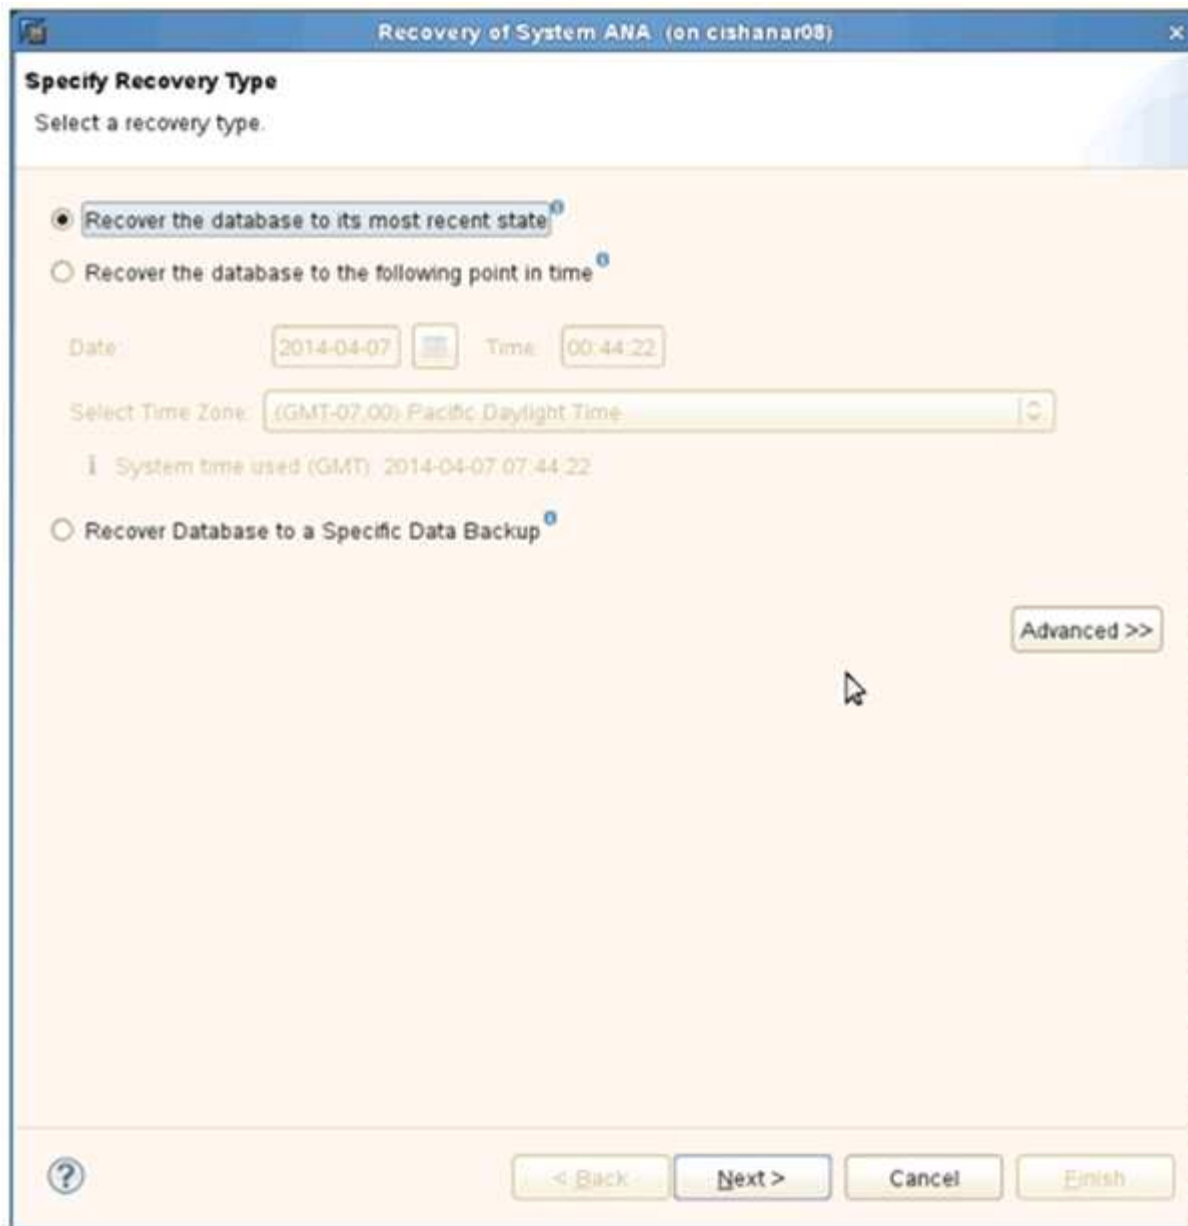 Recovery of System ANA (on cishanar08)
Specify Recovery Type
Select a recovery type.
Recover the database to its most recent state
Recover the database to the following point in time
Date: 2014-04-07 Time: 00:44:22
Select Time Zone: (GMT-07:00) Pacific Daylight Time
System time used (GMT): 2014-04-07 07:44:22
Recover Database to a Specific Data Backup
Advanced >>
< Back Next > Cancel Finish